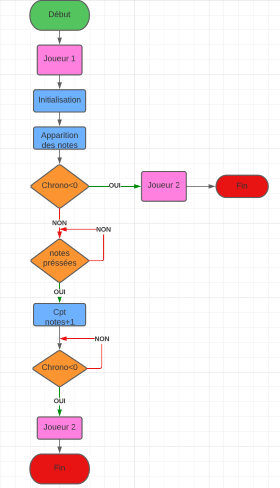 Début
Joueur 1
Initialisation
Apparition
des notes
Chrono<0
OUI
Joueur 2
Fin
NON
NON
notes
préssées
OUI
Cpt
notes+1
NON
Chrono<0
OUI
Joueur 2
Fin